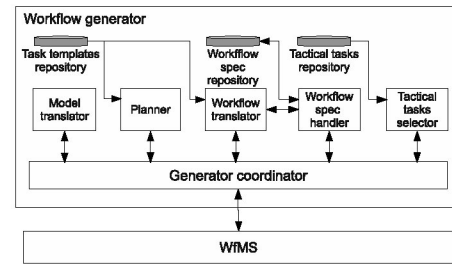 Workflow generator
Task templates
repository
Workfflow
spec
repository
Tactical tasks
repository
Model
translator
Planner
Workflow
translator
Workflow
spec
handler
Tactical
tasks
selector
Generator coordinator
WfMS